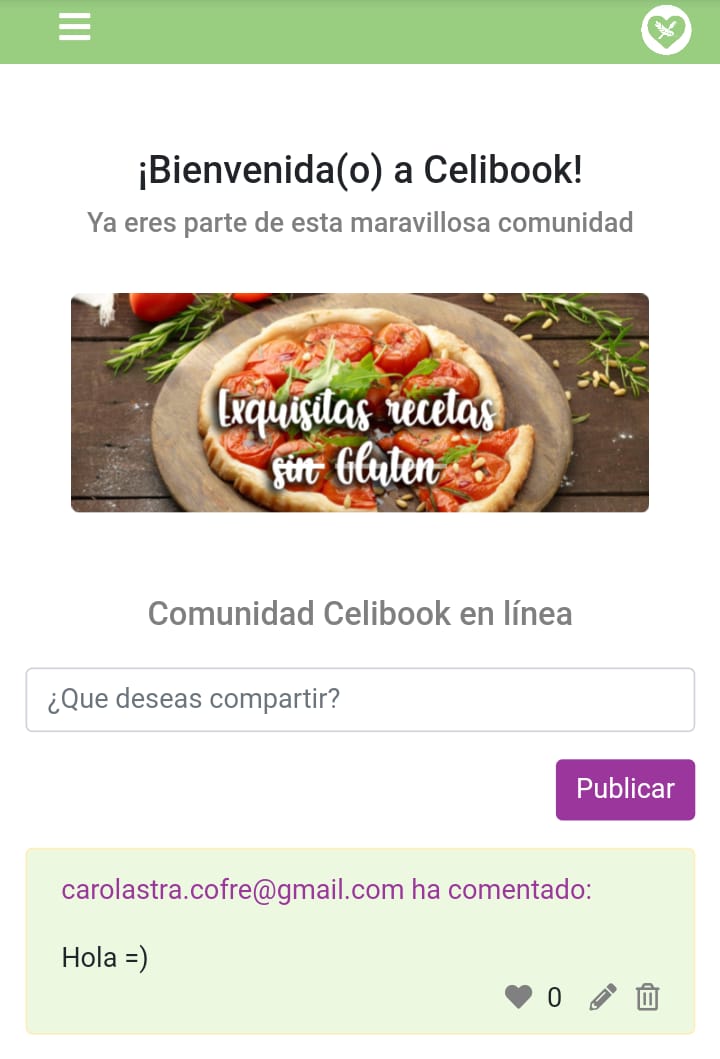 ¡Bienvenida(o) a Celibook!
Ya eres parte de esta maravillosa comunidad
Exquisitas recetas
sin Gluten
Comunidad Celibook en línea
¿Que deseas compartir?
Publicar
carolastra.cofre@gmail.com ha comentado:
Hola =)
0